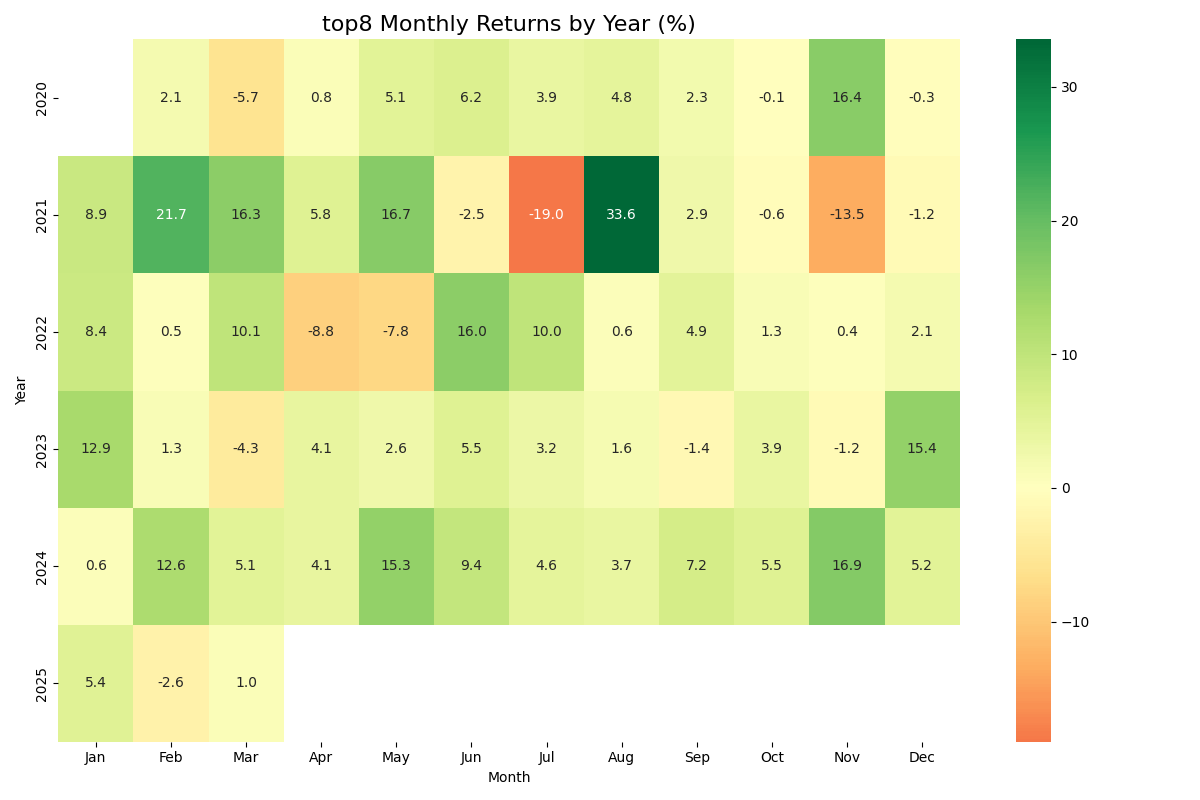 top8 Monthly Returns by Year (%)
2020 2.1 -5.7 0.8 5.1 6.2 3.9 4.8 2.3 -0.1 16.4 -0.3
2021 8.9 21.7 16.3 5.8 16.7 -2.5 -19.0 33.6 2.9 -0.6 -13.5 -1.2
2022 8.4 0.5 10.1 -8.8 -7.8 16.0 10.0 0.6 4.9 1.3 0.4 2.1
2023 12.9 1.3 -4.3 4.1 2.6 5.5 3.2 1.6 -1.4 3.9 -1.2 15.4
2024 0.6 12.6 5.1 4.1 15.3 9.4 4.6 3.7 7.2 5.5 16.9 5.2
2025 5.4 -2.6 1.0
Jan Feb Mar Apr May Jun Jul Aug Sep Oct Nov Dec
Month
Year
30
20
10
0
−10